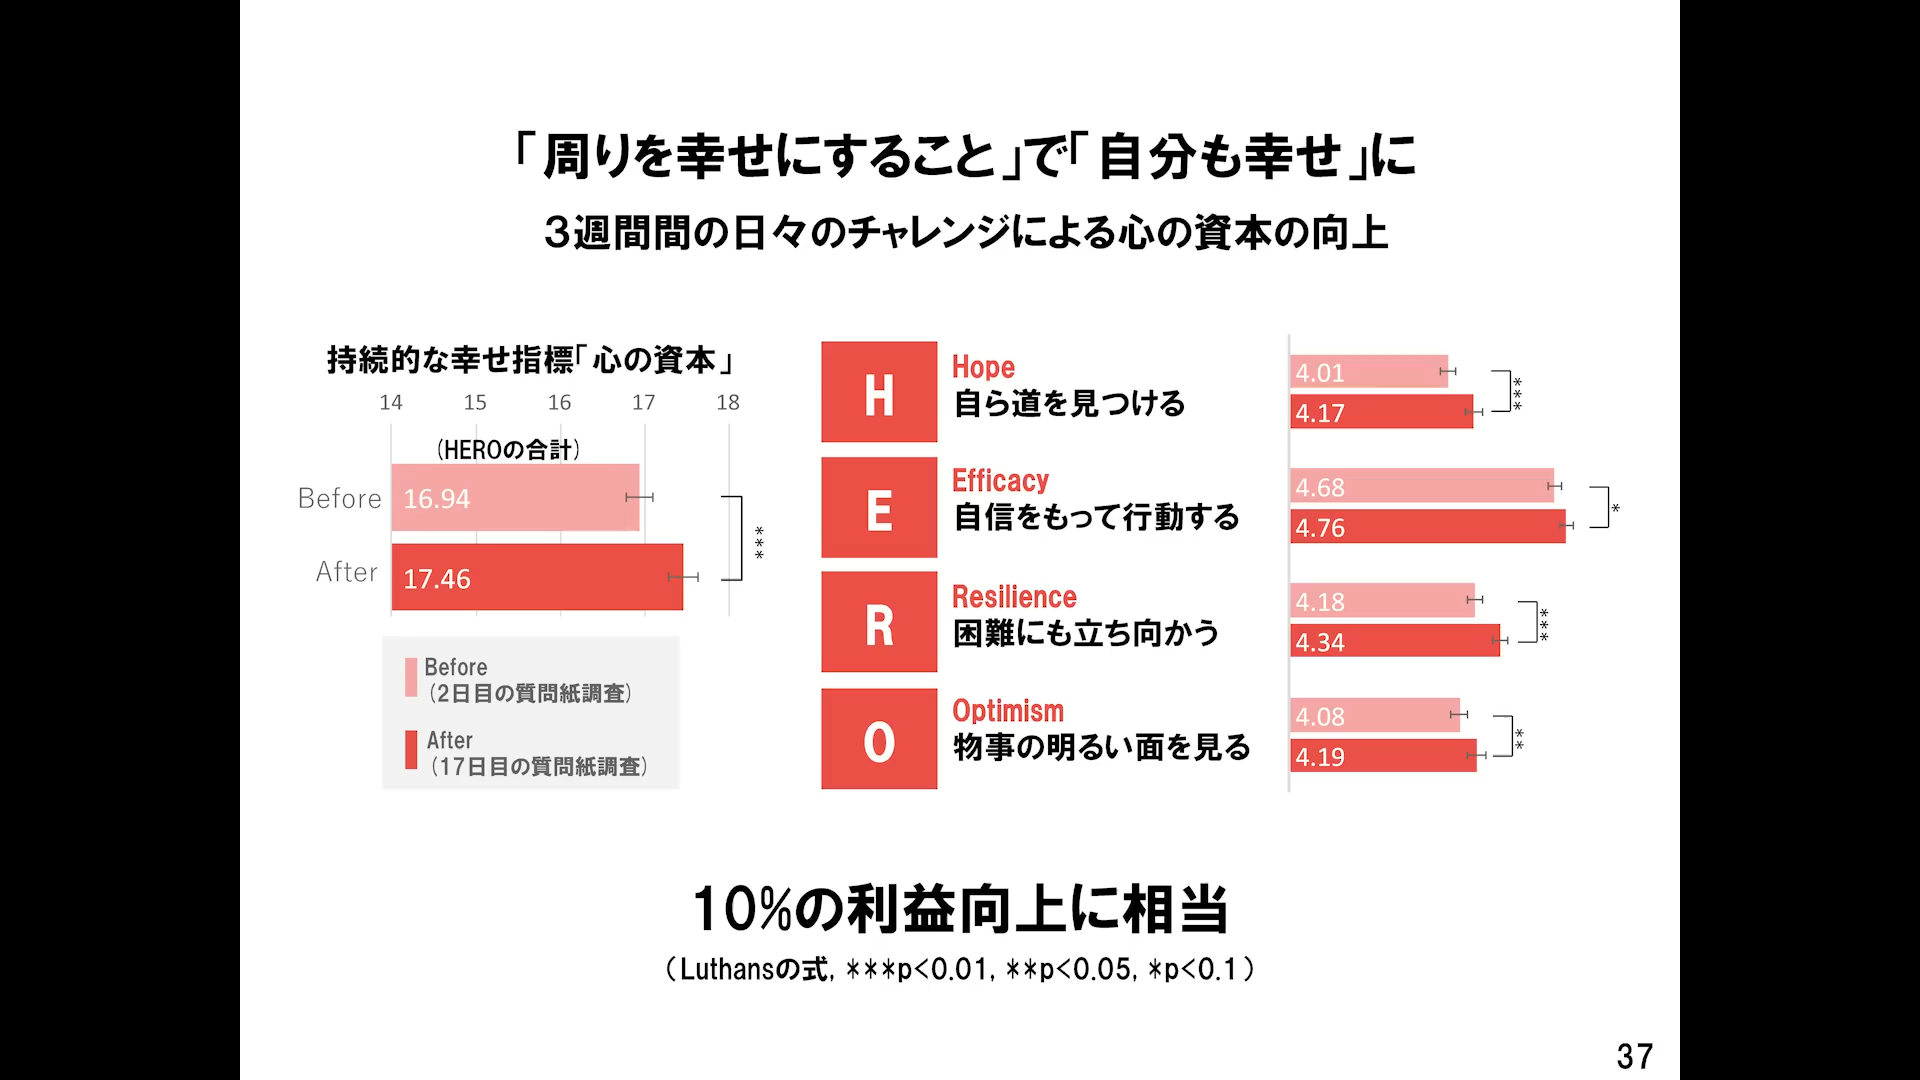 「周りを幸せにすること」で「自分も幸せ」に
3週間間の日々のチャレンジによる心の資本の向上
持続的な幸せ指標「心の資本」
14 15 16 17 18
(HEROの合計)
Before 16.94
After 17.46
***
Before
(2日目の質問紙調査)
After
(17日目の質問紙調査)
H
Hope
自ら道を見つける
4.01
4.17
***
E
Efficacy
自信をもって行動する
4.68
4.76
*
R
Resilience
困難にも立ち向かう
4.18
4.34
***
O
Optimism
物事の明るい面を見る
4.08
4.19
**
10%の利益向上に相当
(Luthansの式, ***p<0.01, **p<0.05, *p<0.1)
37